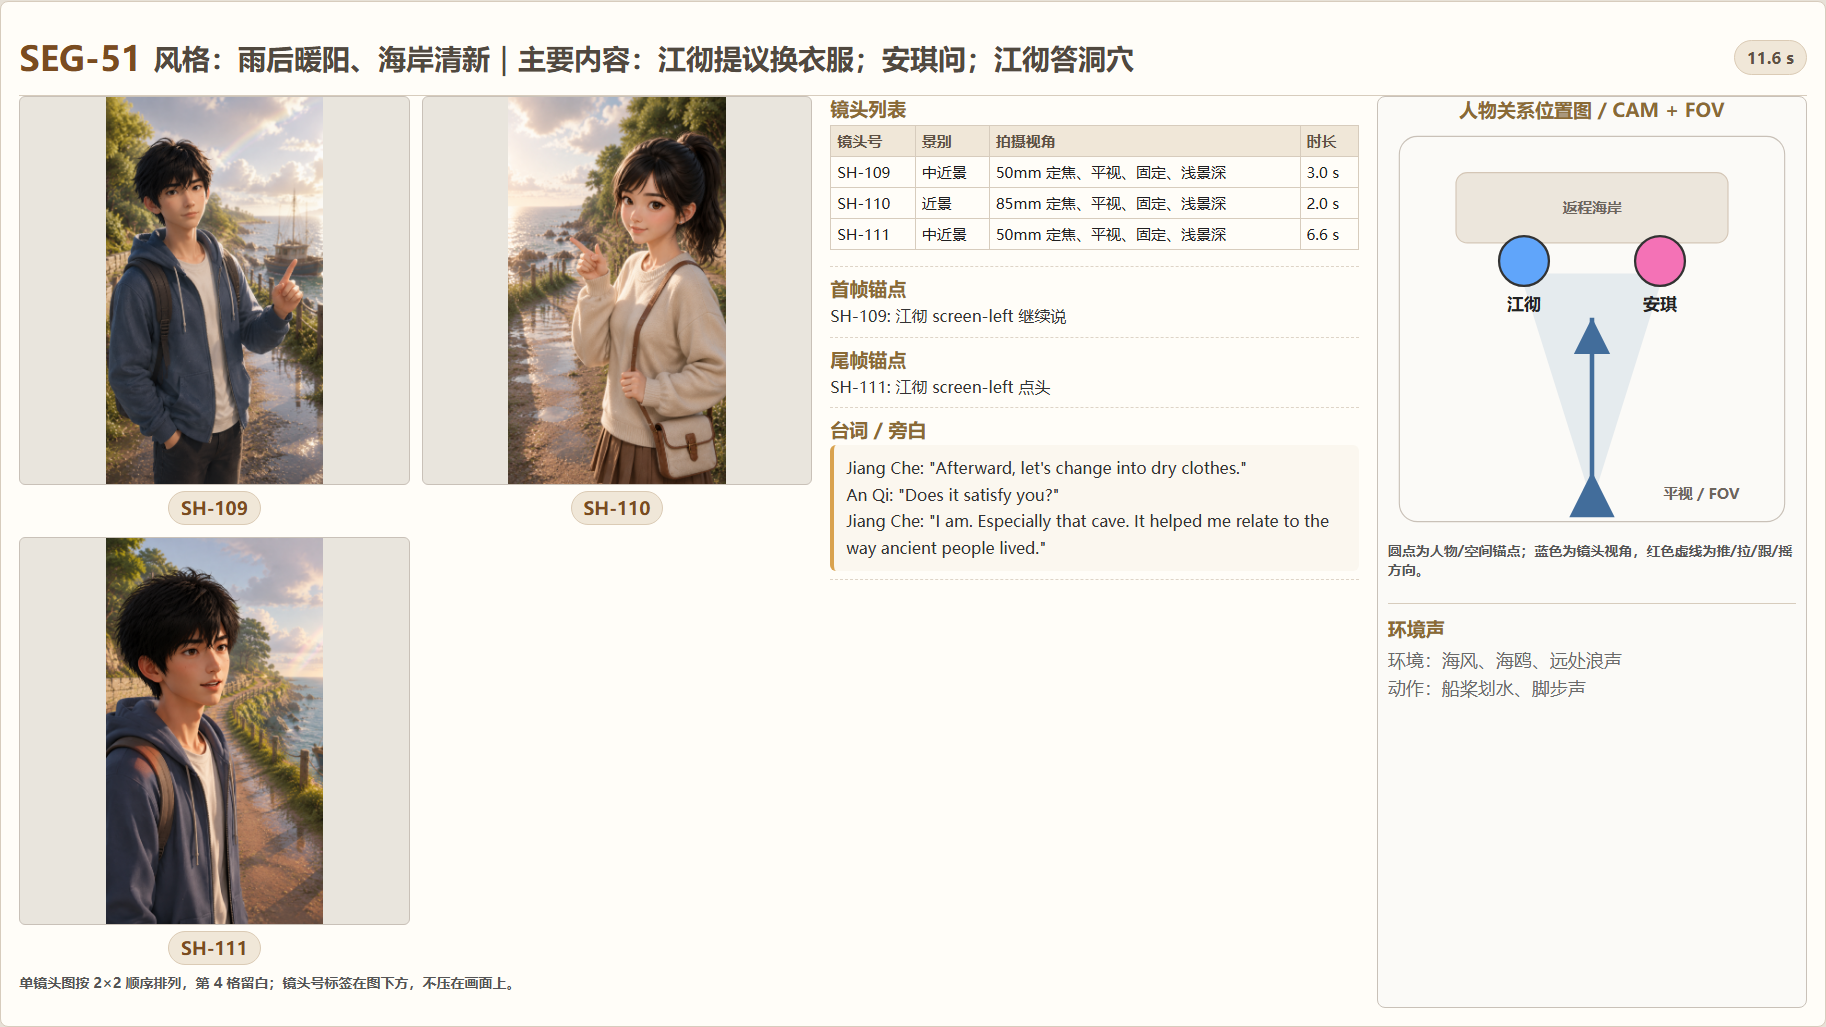 SEG-51 风格：雨后暖阳、海岸清新 | 主要内容：江彻提议换衣服；安琪问；江彻答洞穴
11.6 s
SH-109
SH-110
SH-111
单镜头图按 2×2 顺序排列，第 4 格留白；镜头号标签在图下方，不压在画面上。
镜头列表
镜头号 景别 拍摄视角 时长
SH-109 中近景 50mm 定焦、平视、固定、浅景深 3.0 s
SH-110 近景 85mm 定焦、平视、固定、浅景深 2.0 s
SH-111 中近景 50mm 定焦、平视、固定、浅景深 6.6 s
首帧锚点
SH-109: 江彻 screen-left 继续说
尾帧锚点
SH-111: 江彻 screen-left 点头
台词 / 旁白
Jiang Che: "Afterward, let's change into dry clothes."
An Qi: "Does it satisfy you?"
Jiang Che: "I am. Especially that cave. It helped me relate to the
way ancient people lived."
人物关系位置图 / CAM + FOV
返程海岸
江彻
安琪
平视 / FOV
圆点为人物/空间锚点；蓝色为镜头视角，红色虚线为推/拉/跟/摇
方向。
环境声
环境：海风、海鸥、远处浪声
动作：船桨划水、脚步声